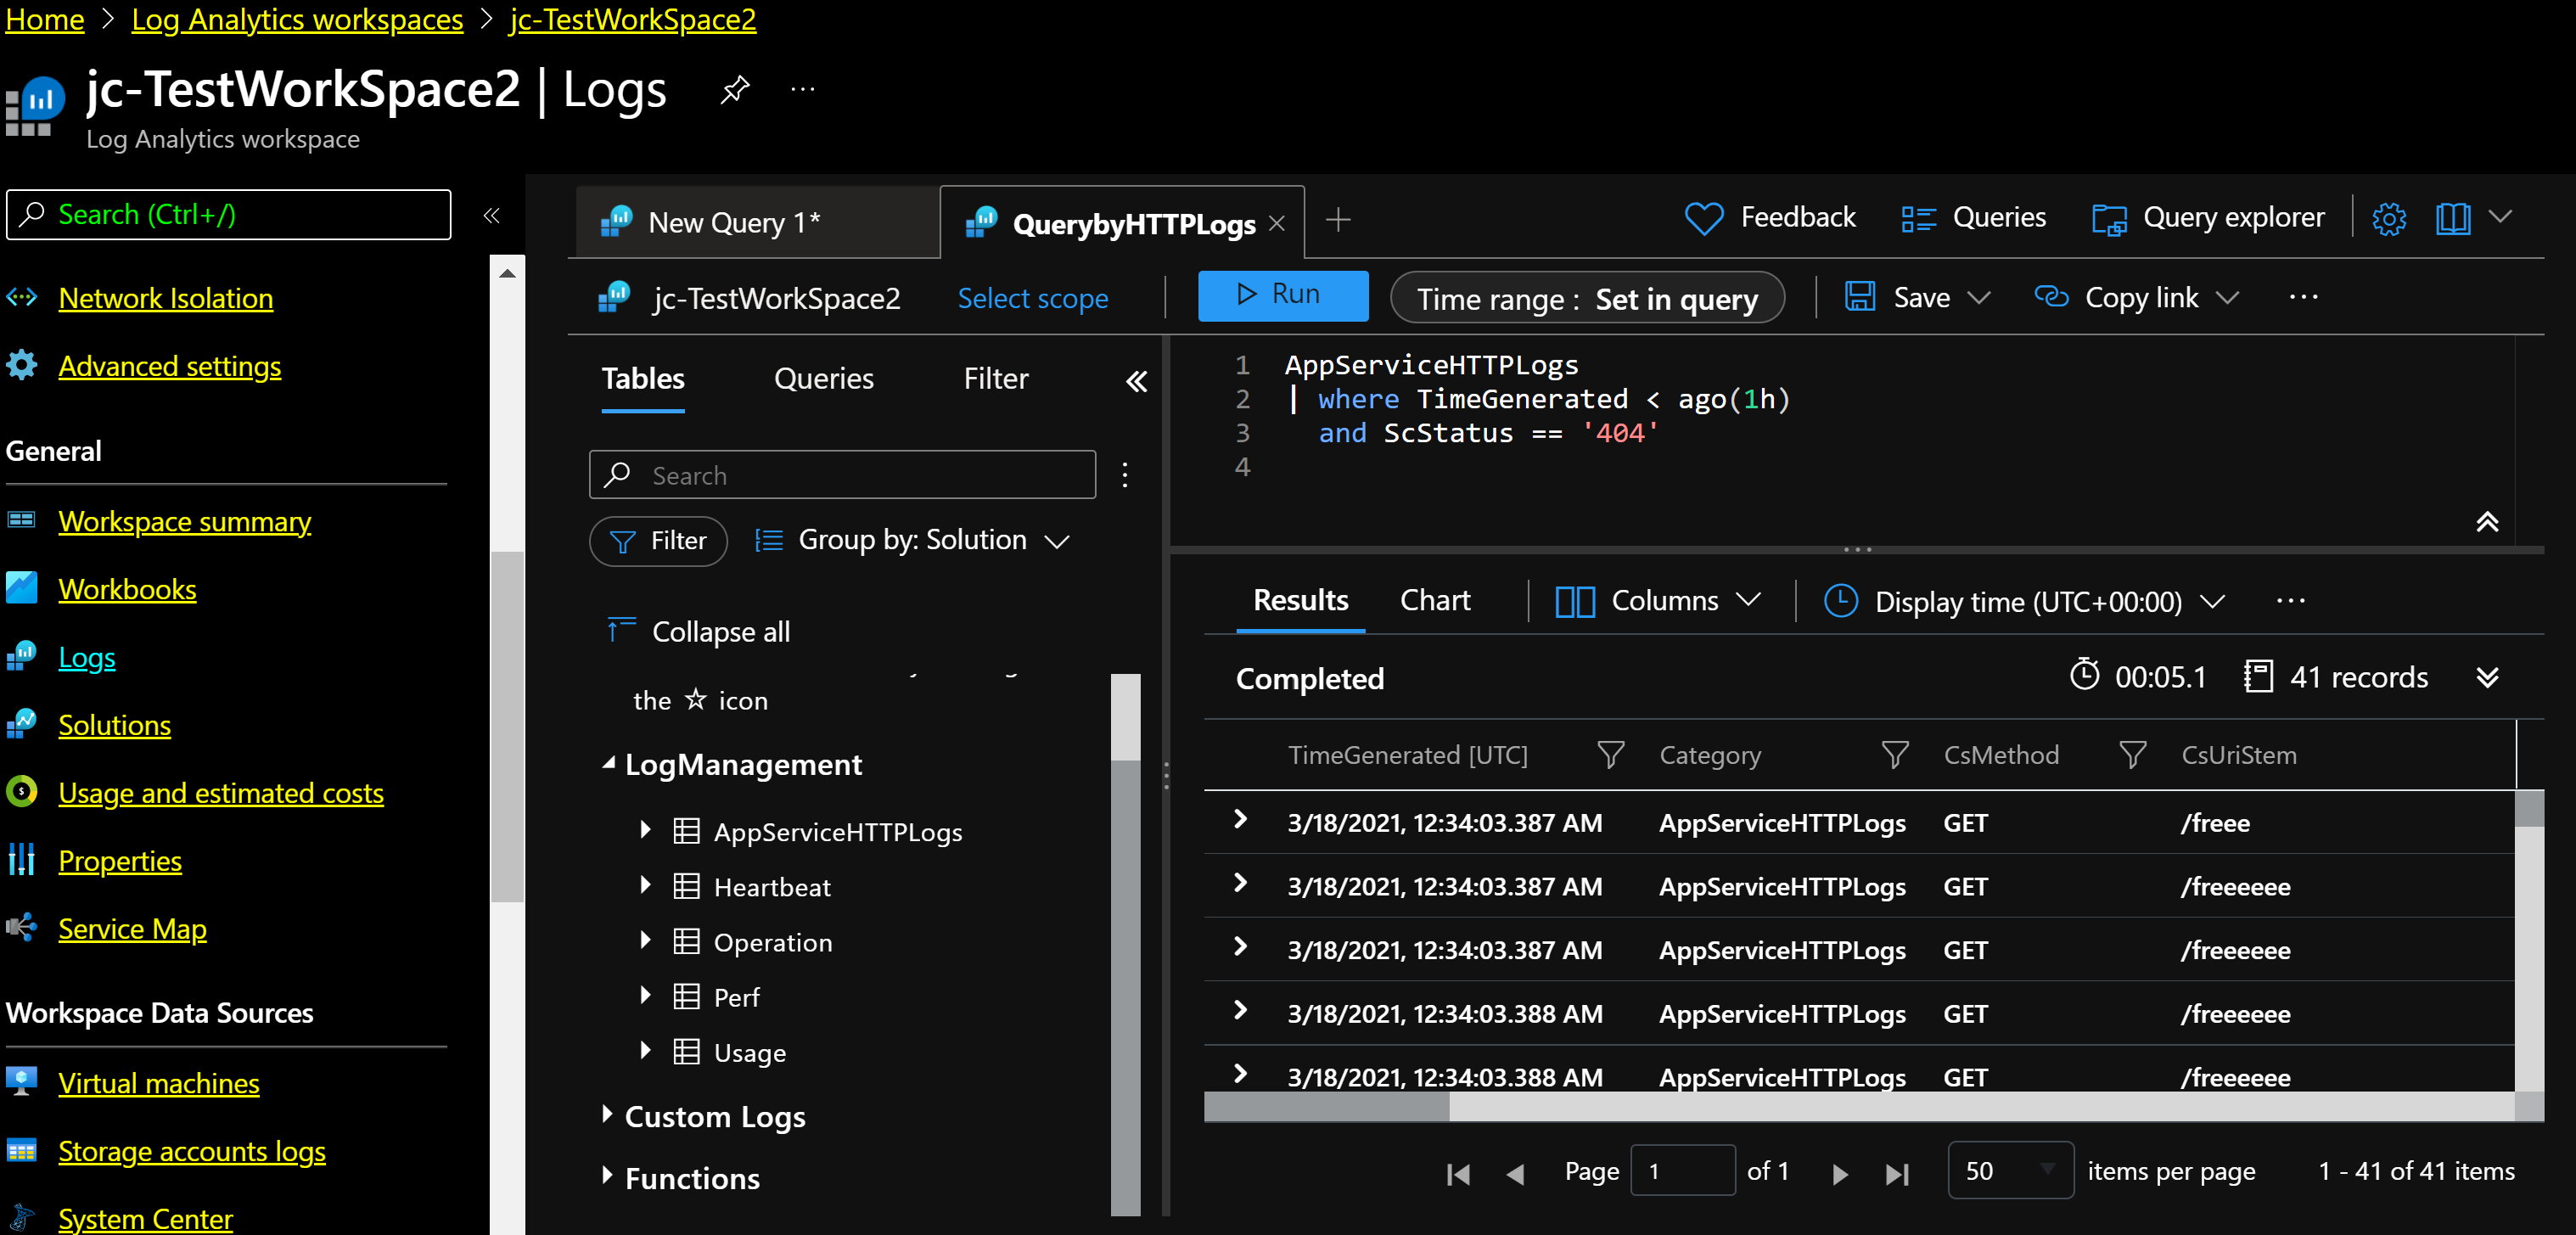 Home > Log Analytics workspaces > jc-TestWorkSpace2
jc-TestWorkSpace2 | Logs ...
Log Analytics workspace
Search (Ctrl+/)
Network Isolation
Advanced settings
General
Workspace summary
Workbooks
Logs
Solutions
Usage and estimated costs
Properties
Service Map
Workspace Data Sources
Virtual machines
Storage accounts logs
System Center
New Query 1*
QuerybyHTTPLogs
Feedback
Queries
Query explorer
jc-TestWorkSpace2
Select scope
Run
Time range : Set in query
Save
Copy link
...
Tables Queries Filter
Search
Filter
Group by: Solution
Collapse all
the ☆ icon
LogManagement
AppServiceHTTPLogs
Heartbeat
Operation
Perf
Usage
Custom Logs
Functions
1 AppServiceHTTPLogs
2 | where TimeGenerated < ago(1h)
3 and ScStatus == '404'
4
Results Chart Columns Display time (UTC+00:00) ...
Completed 00:05.1 41 records
TimeGenerated [UTC] Category CsMethod CsUriStem
3/18/2021, 12:34:03.387 AM AppServiceHTTPLogs GET /freee
3/18/2021, 12:34:03.387 AM AppServiceHTTPLogs GET /freeeeee
3/18/2021, 12:34:03.387 AM AppServiceHTTPLogs GET /freeeeee
3/18/2021, 12:34:03.388 AM AppServiceHTTPLogs GET /freeeeee
3/18/2021, 12:34:03.388 AM AppServiceHTTPLogs GET /freeeeee
Page 1 of 1 50 items per page 1 - 41 of 41 items